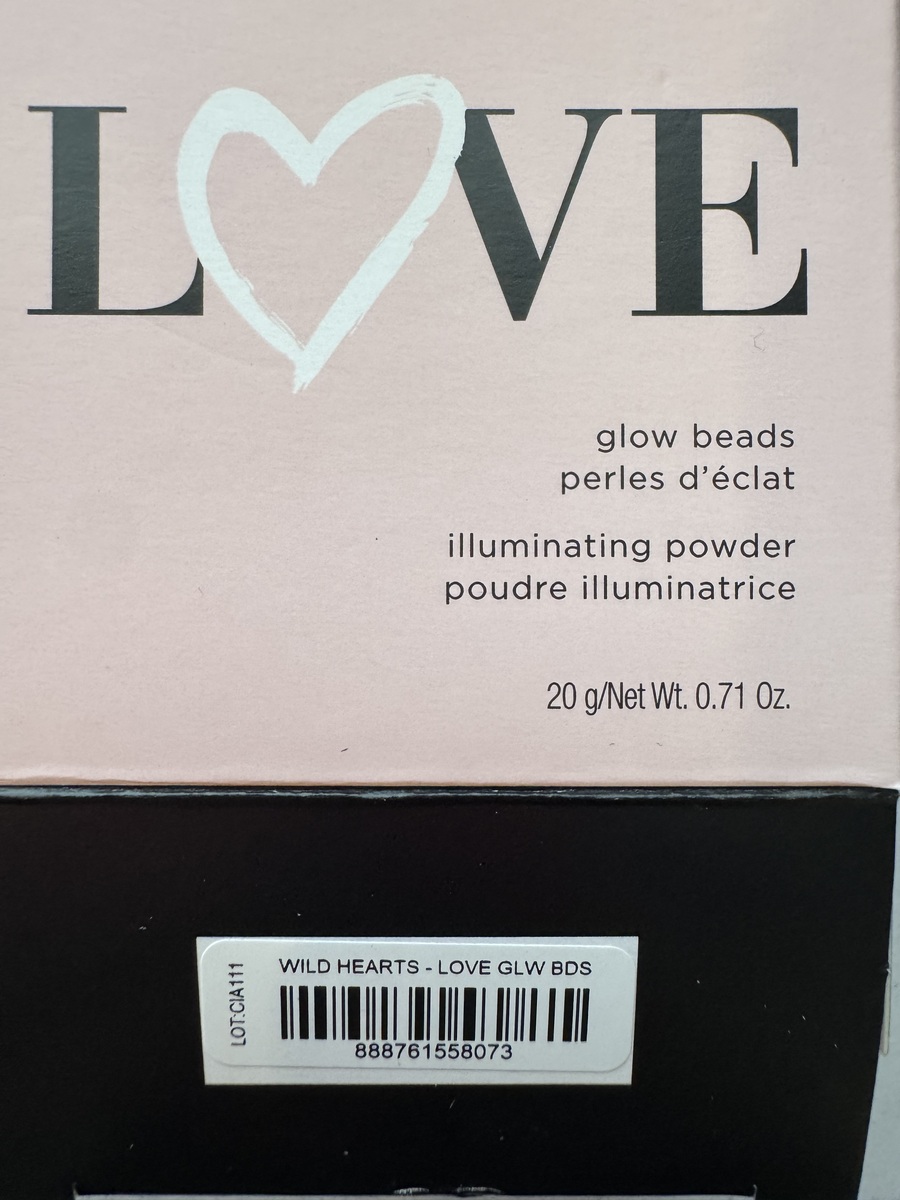 LOVE
glow beads
perles d'éclat
illuminating powder
poudre illuminatrice
20 g/Net Wt. 0.71 Oz.
LOT:CIA111
WILD HEARTS - LOVE GLW BDS
888761558073